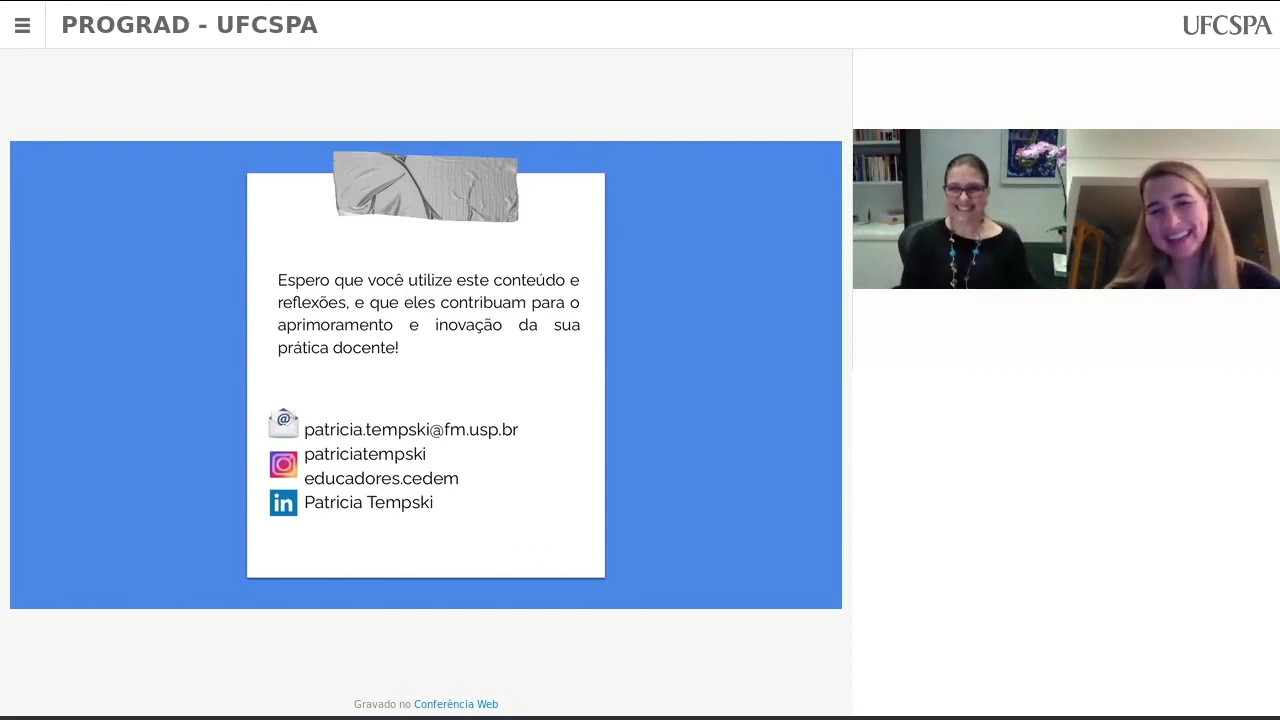 PROGRAD - UFCSPA
UFCSPA
Espero que você utilize este conteúdo e
reflexões, e que eles contribuam para o
aprimoramento e inovação da sua
prática docente!
@
patricia.tempski@fm.usp.br
patriciatempski
educadores.cedem
in
Patricia Tempski
Gravado no Conferência Web